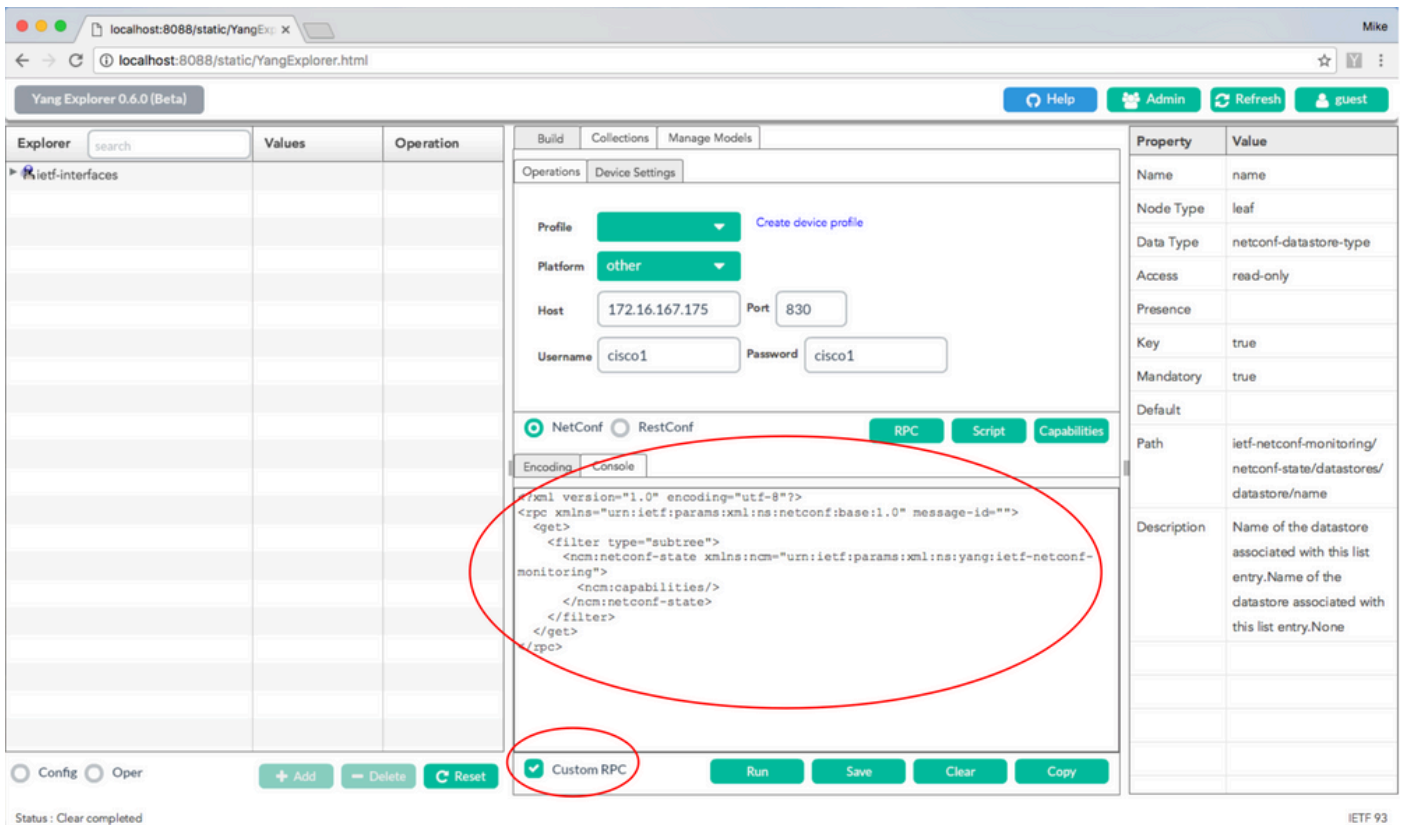 localhost:8088/static/YangExp
Mike
localhost:8088/static/YangExplorer.html
Yang Explorer 0.6.0 (Beta)
Help
Admin
Refresh
guest
Explorer
search
Values
Operation
ietf-interfaces
Config
Oper
Add
Delete
Reset
Build
Collections
Manage Models
Operations
Device Settings
Profile
Create device profile
Platform
other
Host
172.16.167.175
Port
830
Username
cisco1
Password
cisco1
NetConf
RestConf
RPC
Script
Capabilities
Encoding
Console
<?xml version="1.0" encoding="utf-8"?>
<rpc xmlns="urn:ietf:params:xml:ns:netconf:base:1.0" message-id="">
<get>
<filter type="subtree">
<ncm:netconf-state xmlns:ncm="urn:ietf:params:xml:ns:yang:ietf-netconf-
monitoring">
<ncm:capabilities/>
</ncm:netconf-state>
</filter>
</get>
</rpc>
Custom RPC
Run
Save
Clear
Copy
Property
Value
Name
name
Node Type
leaf
Data Type
netconf-datastore-type
Access
read-only
Presence
Key
true
Mandatory
true
Default
Path
ietf-netconf-monitoring/
netconf-state/datastores/
datastore/name
Description
Name of the datastore
associated with this list
entry.Name of the
datastore associated with
this list entry.None
Status : Clear completed
IETF 93